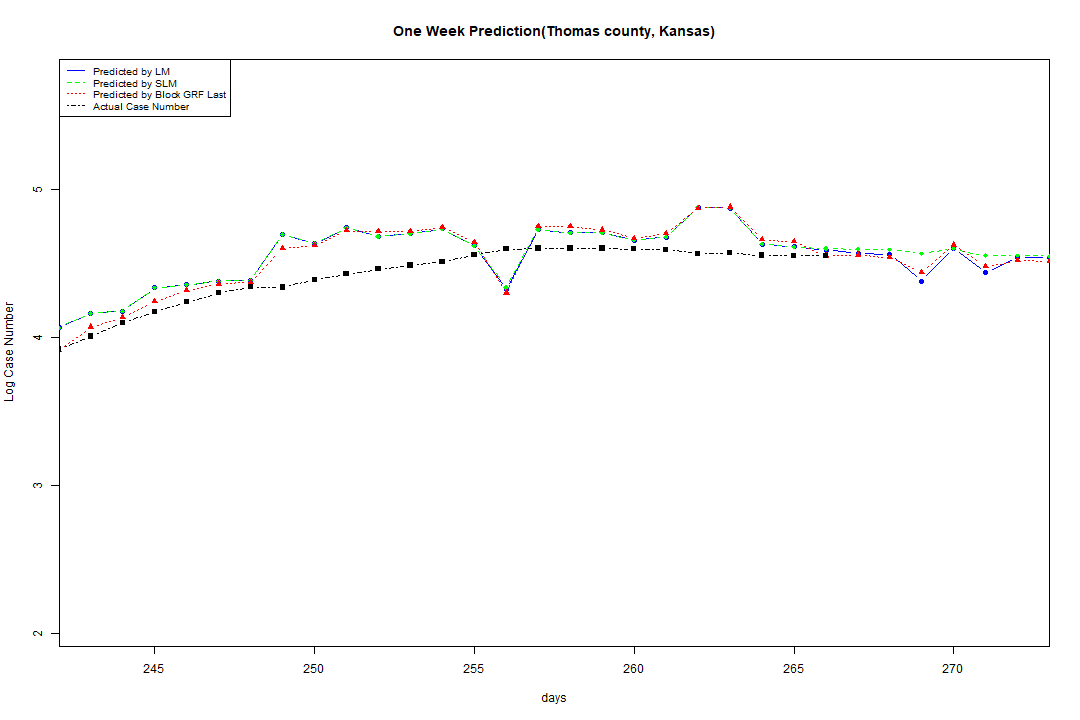 One Week Prediction(Thomas county, Kansas)
Predicted by LM
Predicted by SLM
Predicted by Block GRF Last
Actual Case Number
5
4
3
2
Log Case Number
245 250 255 260 265 270
days